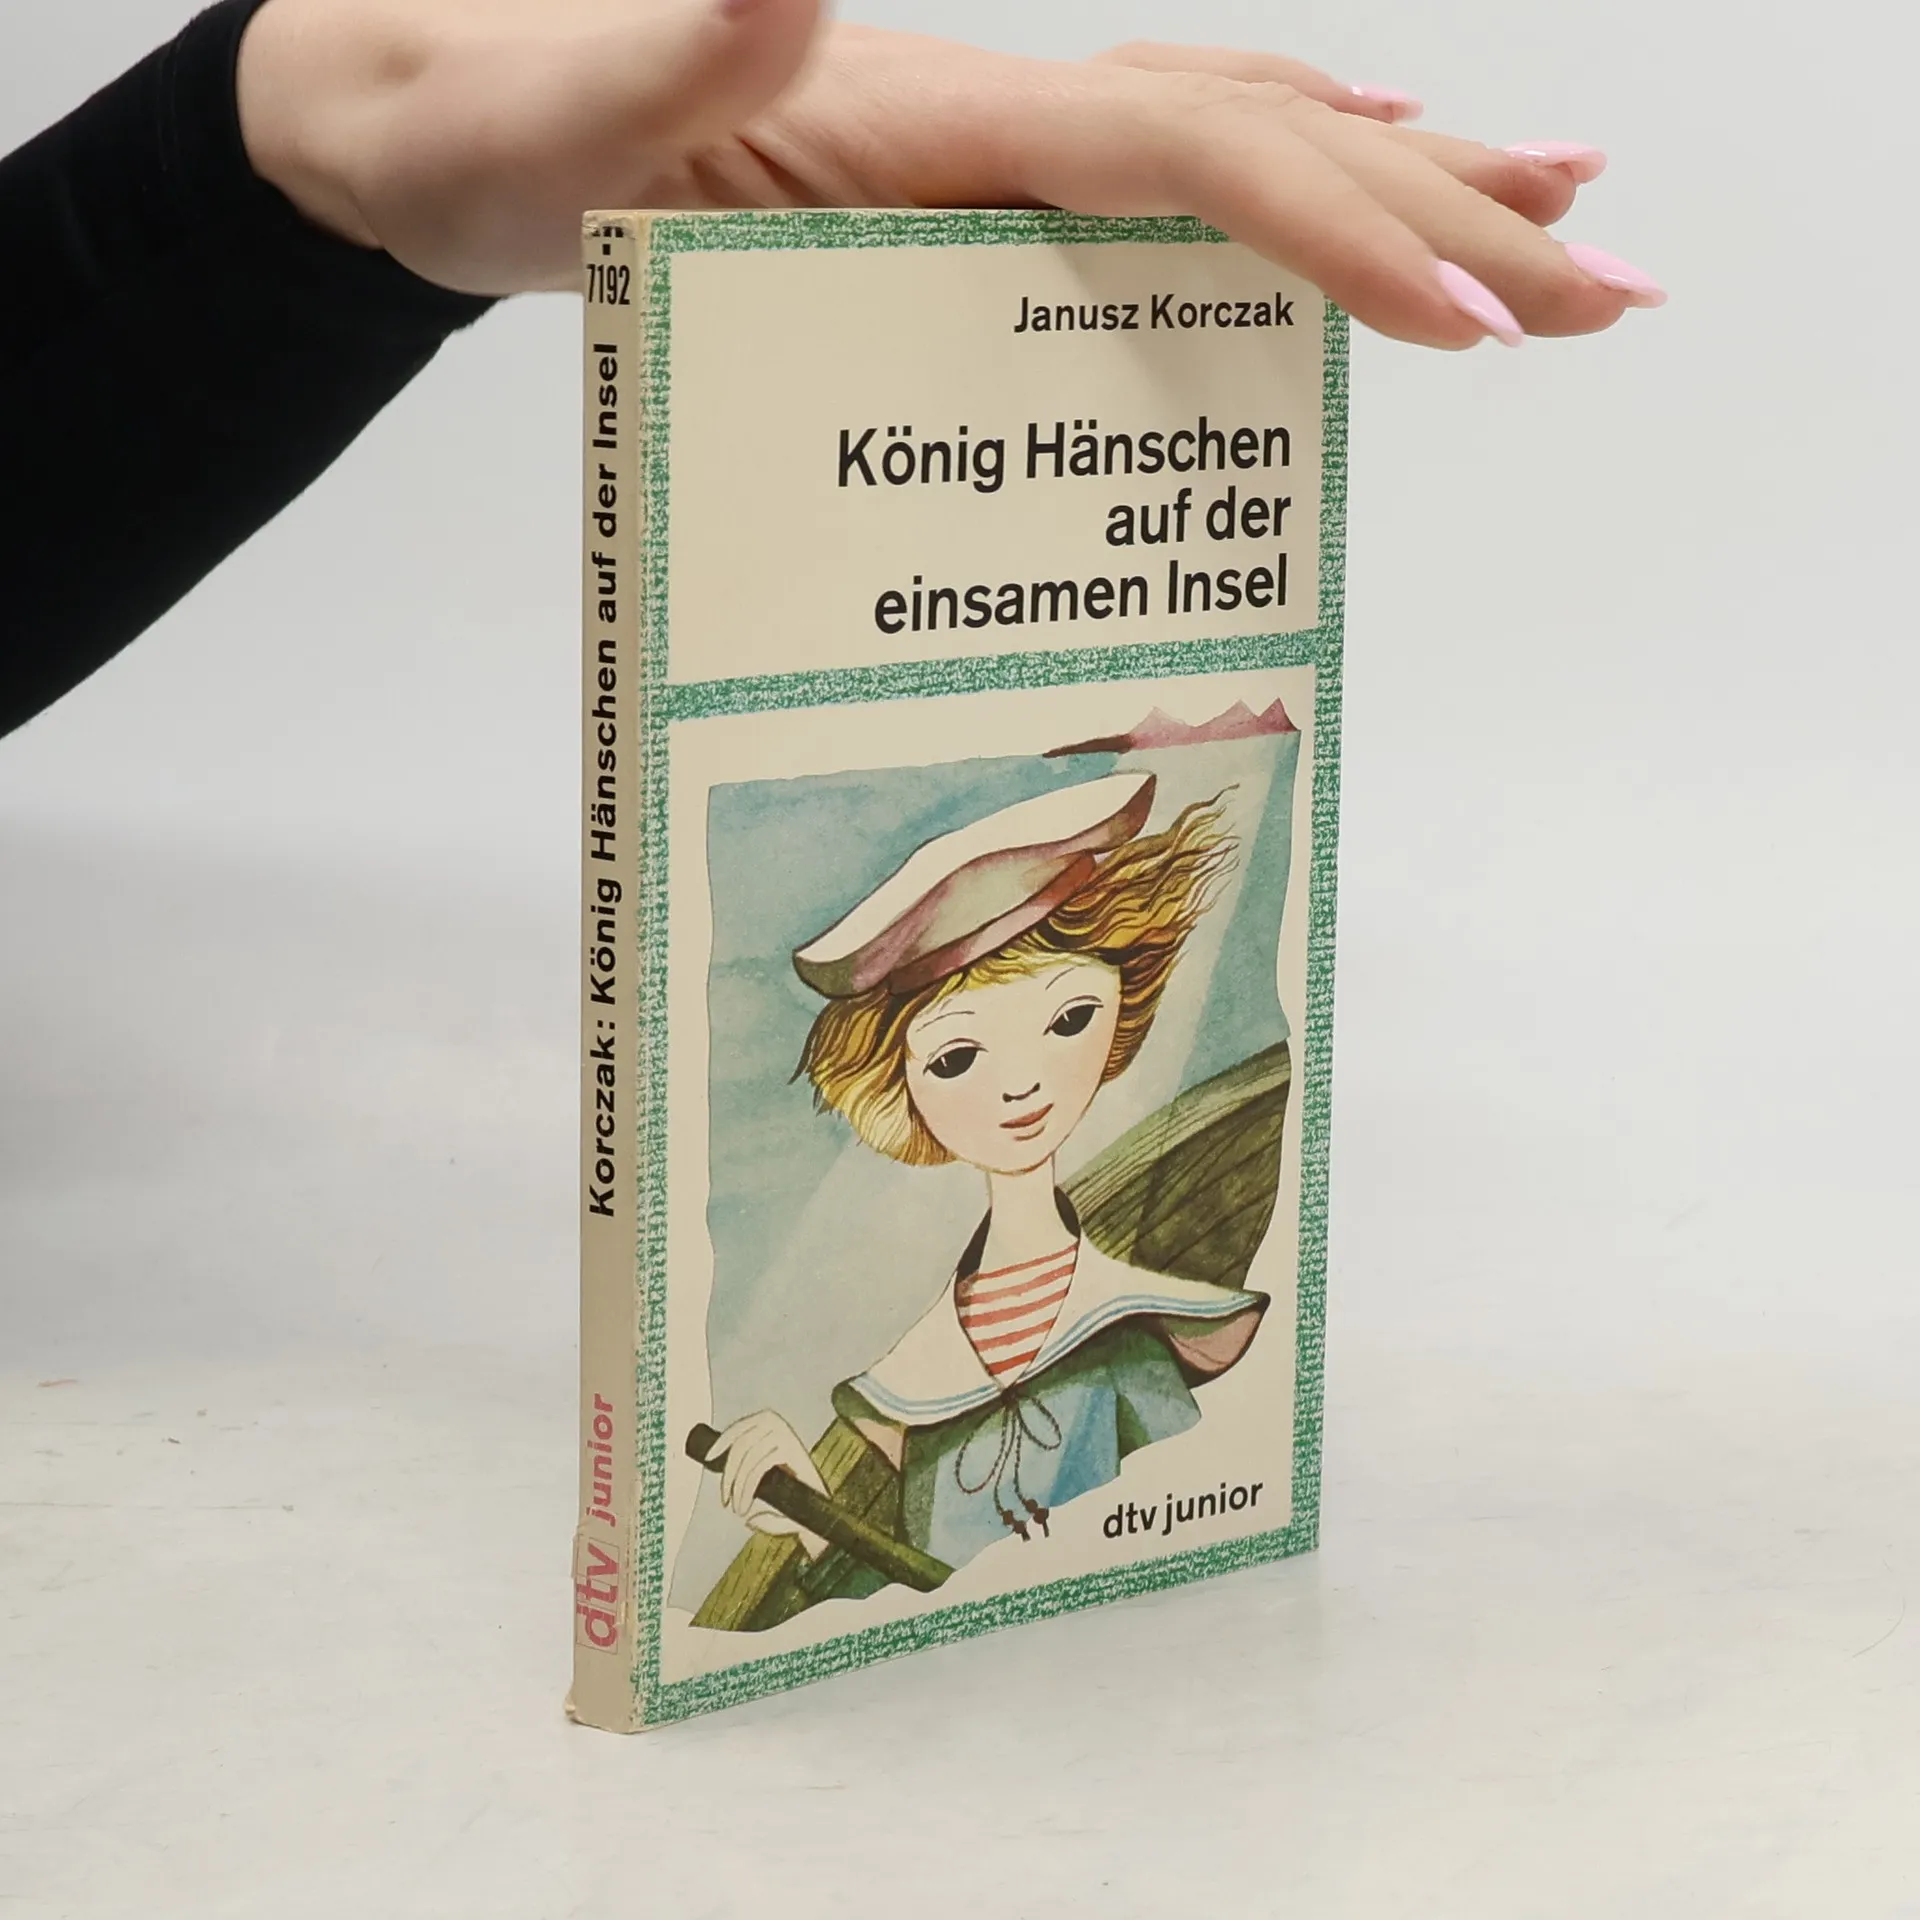 7192
Korczak: König Hänschen auf der Insel
dtv junior
Janusz Korczak
König Hänschen
auf der
einsamen Insel
dtv junior